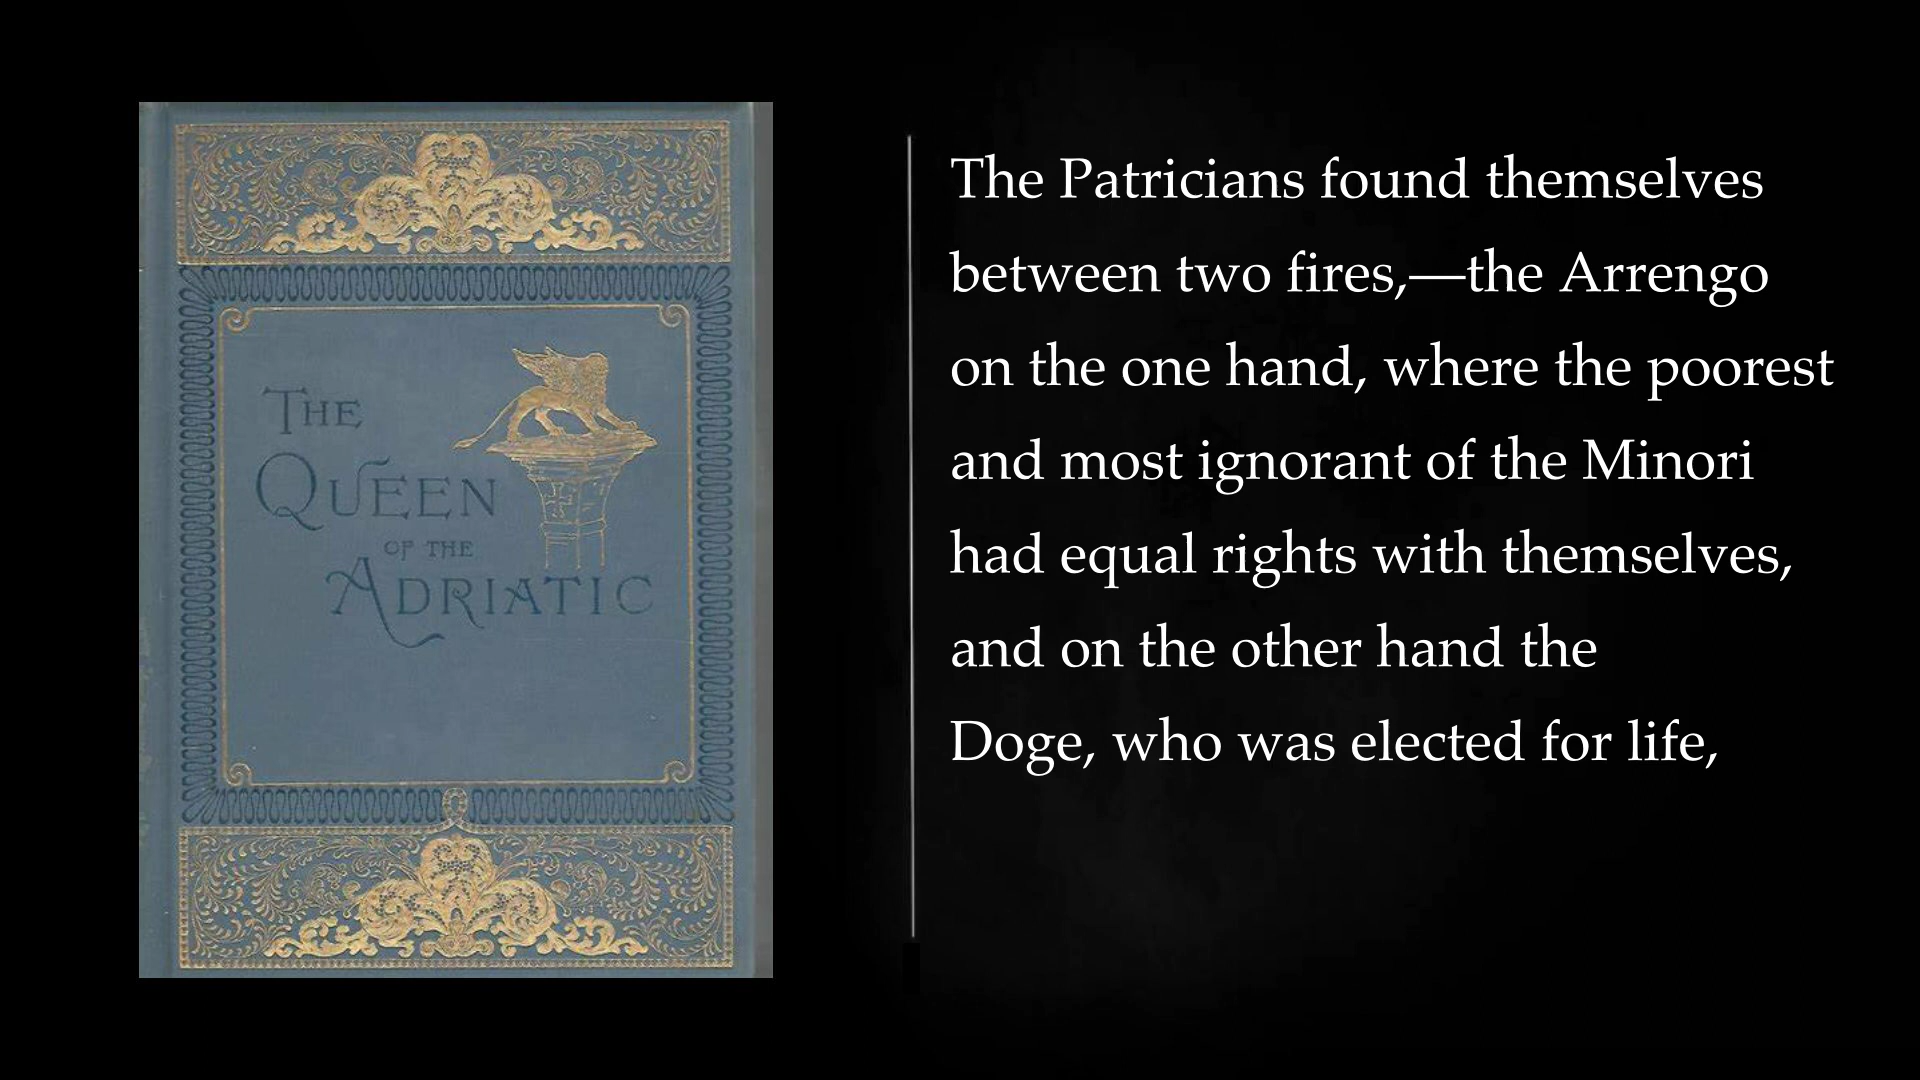 THE
QUEEN
OF THE
ADRIATIC
The Patricians found themselves
between two fires,—the Arrengo
on the one hand, where the poorest
and most ignorant of the Minori
had equal rights with themselves,
and on the other hand the
Doge, who was elected for life,